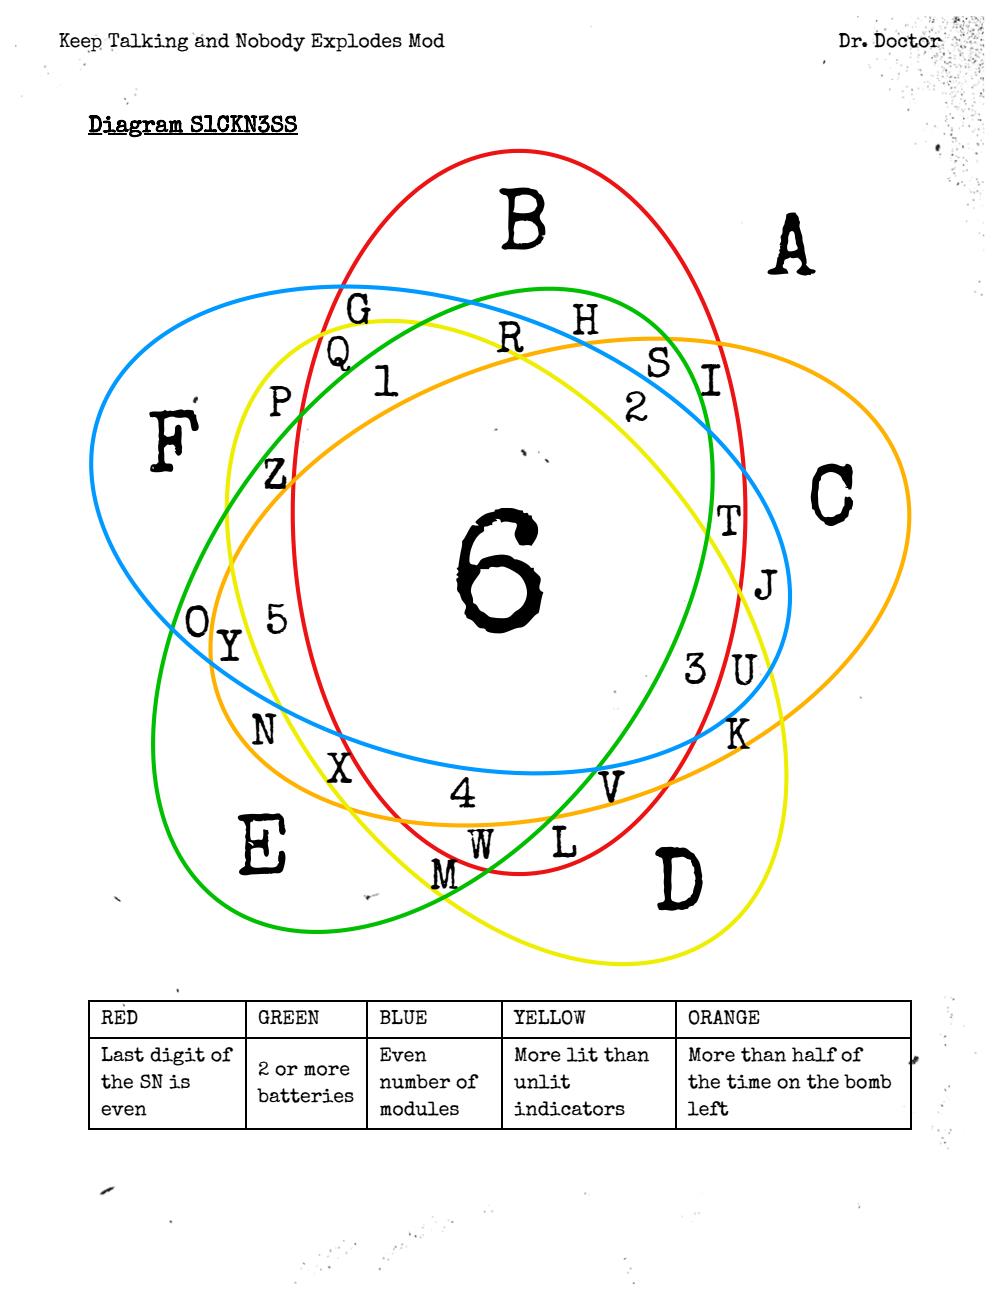 Keep Talking and Nobody Explodes Mod
Dr. Doctor
Diagram S1CKN3SS
B
A
G
H
R
Q
S
I
1
2
P
F
Z
C
T
6
J
O
5
Y
3
U
N
K
X
4
V
W
L
E
M
D
RED
GREEN
BLUE
YELLOW
ORANGE
Last digit of
the SN is
even
2 or more
batteries
Even
number of
modules
More lit than
unlit
indicators
More than half of
the time on the bomb
left